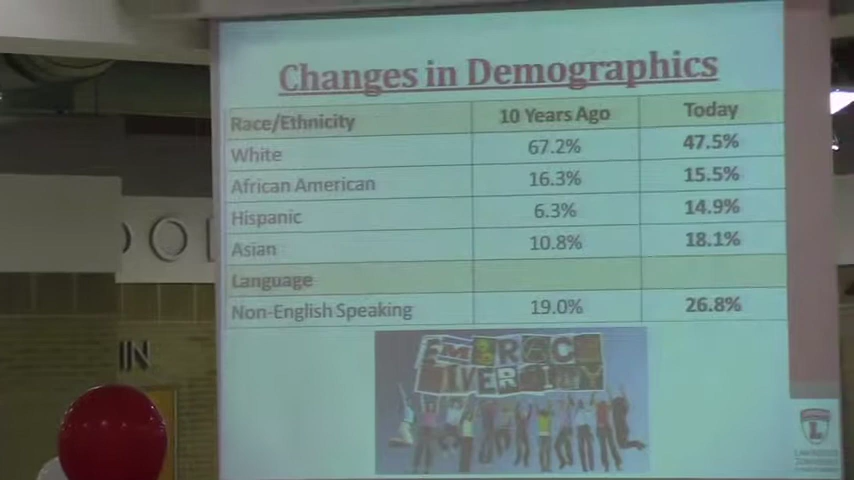 Changes in Demographics
Race/Ethnicity 10 Years Ago Today
White 67.2% 47.5%
African American 16.3% 15.5%
Hispanic 6.3% 14.9%
Asian 10.8% 18.1%
Language
Non-English Speaking 19.0% 26.8%
EMBRACE
DIVERSITY
L
IN